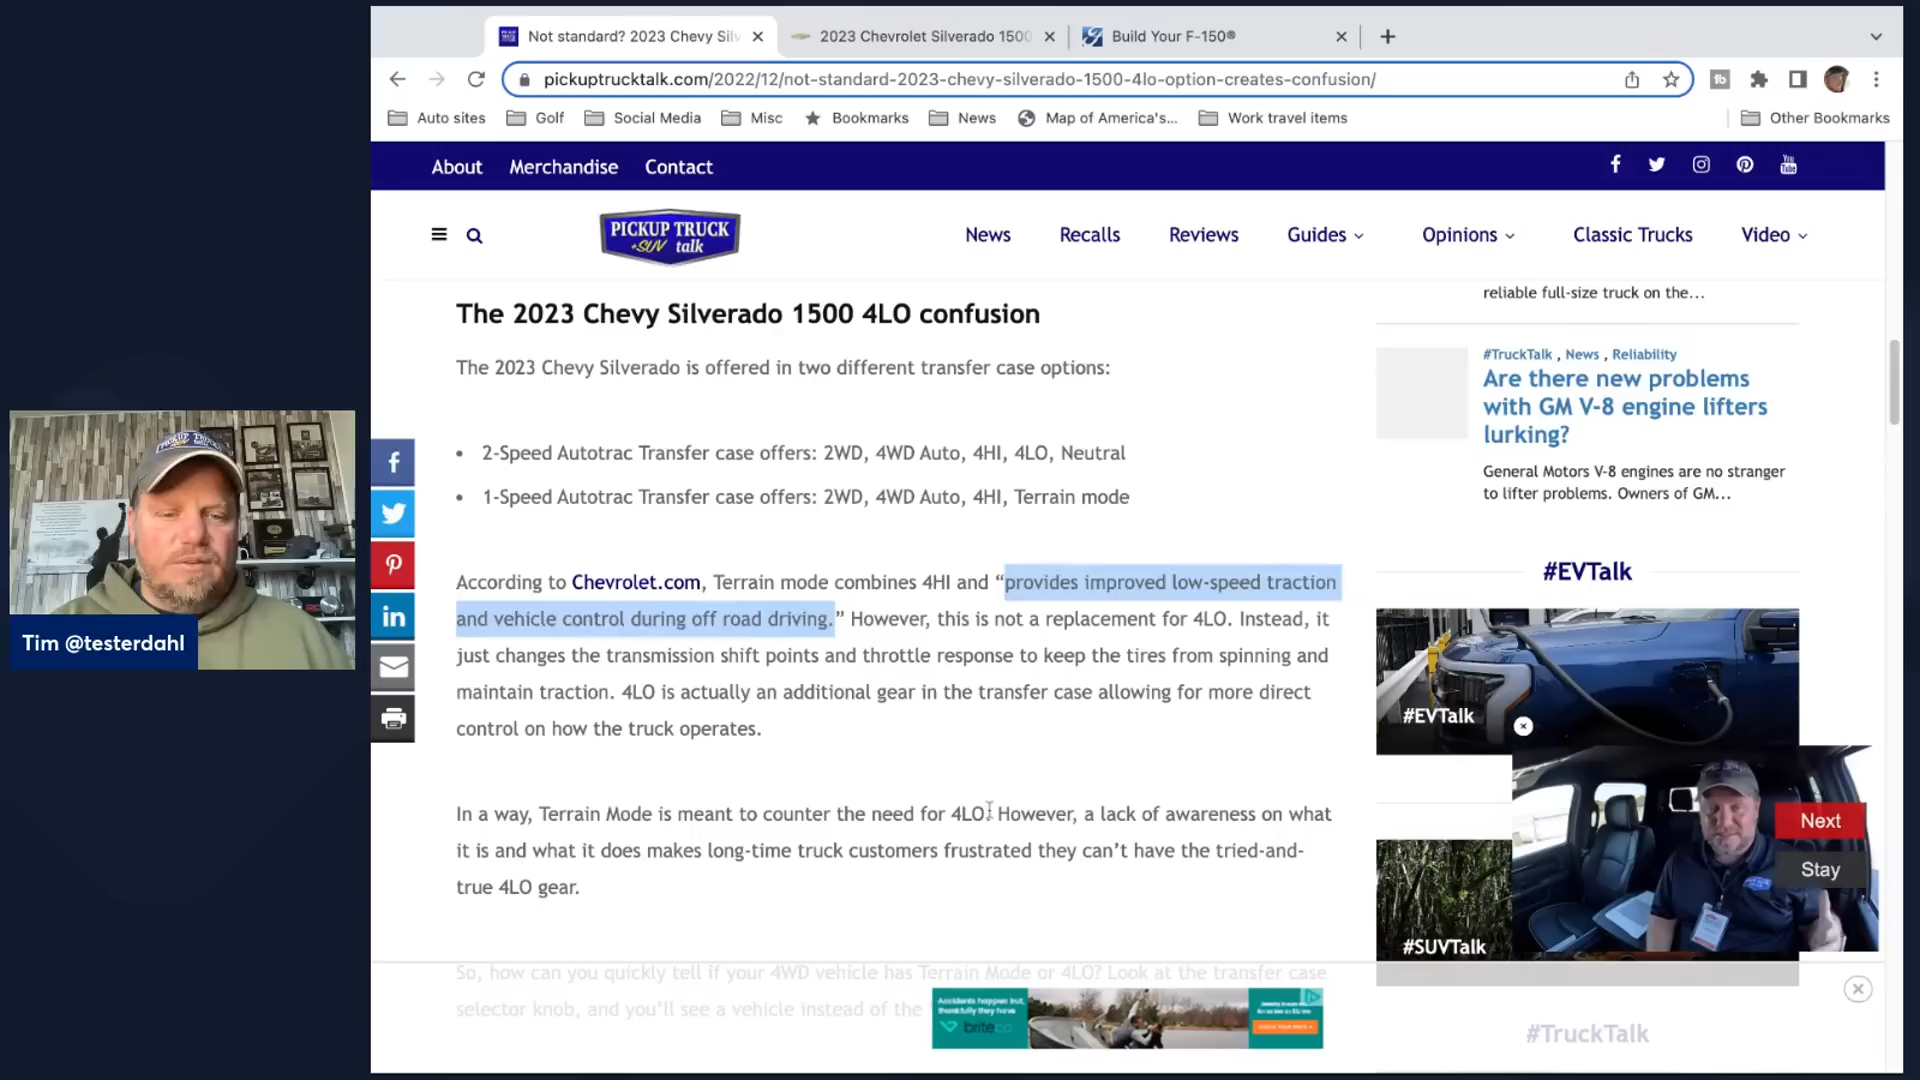 Not standard? 2023 Chevy Silv
2023 Chevrolet Silverado 1500
Build Your F-150®
pickuptrucktalk.com/2022/12/not-standard-2023-chevy-silverado-1500-4lo-option-creates-confusion/
Auto sites
Golf
Social Media
Misc
Bookmarks
News
Map of America's...
Work travel items
Other Bookmarks
About
Merchandise
Contact
You
Tube
PICKUP TRUCK
+SUV talk
News
Recalls
Reviews
Guides
Opinions
Classic Trucks
Video
The 2023 Chevy Silverado 1500 4LO confusion
The 2023 Chevy Silverado is offered in two different transfer case options:
• 2-Speed Autotrac Transfer case offers: 2WD, 4WD Auto, 4HI, 4LO, Neutral
• 1-Speed Autotrac Transfer case offers: 2WD, 4WD Auto, 4HI, Terrain mode
According to Chevrolet.com, Terrain mode combines 4HI and “provides improved low-speed traction
and vehicle control during off road driving.” However, this is not a replacement for 4LO. Instead, it
just changes the transmission shift points and throttle response to keep the tires from spinning and
maintain traction. 4LO is actually an additional gear in the transfer case allowing for more direct
control on how the truck operates.
In a way, Terrain Mode is meant to counter the need for 4LO. However, a lack of awareness on what
it is and what it does makes long-time truck customers frustrated they can’t have the tried-and-
true 4LO gear.
So, how can you quickly tell if your 4WD vehicle has Terrain Mode or 4LO? Look at the transfer case
selector knob, and you’ll see a vehicle instead of the
reliable full-size truck on the...
#TruckTalk , News , Reliability
Are there new problems
with GM V-8 engine lifters
lurking?
General Motors V-8 engines are no stranger
to lifter problems. Owners of GM...
#EVTalk
#EVTalk
Next
Stay
#SUVTalk
#TruckTalk
Accidents happen but,
thankfully they have
briteco
PICKUP TRUCK
talk
Tim @testerdahl